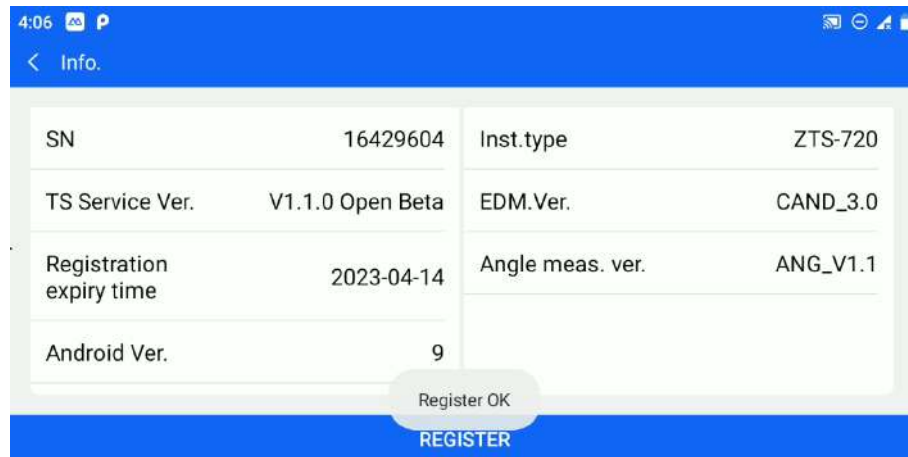 4:06
Info.
SN 16429604
Inst.type ZTS-720
TS Service Ver. V1.1.0 Open Beta
EDM.Ver. CAND_3.0
Registration
expiry time 2023-04-14
Angle meas. ver. ANG_V1.1
Android Ver. 9
Register OK
REGISTER